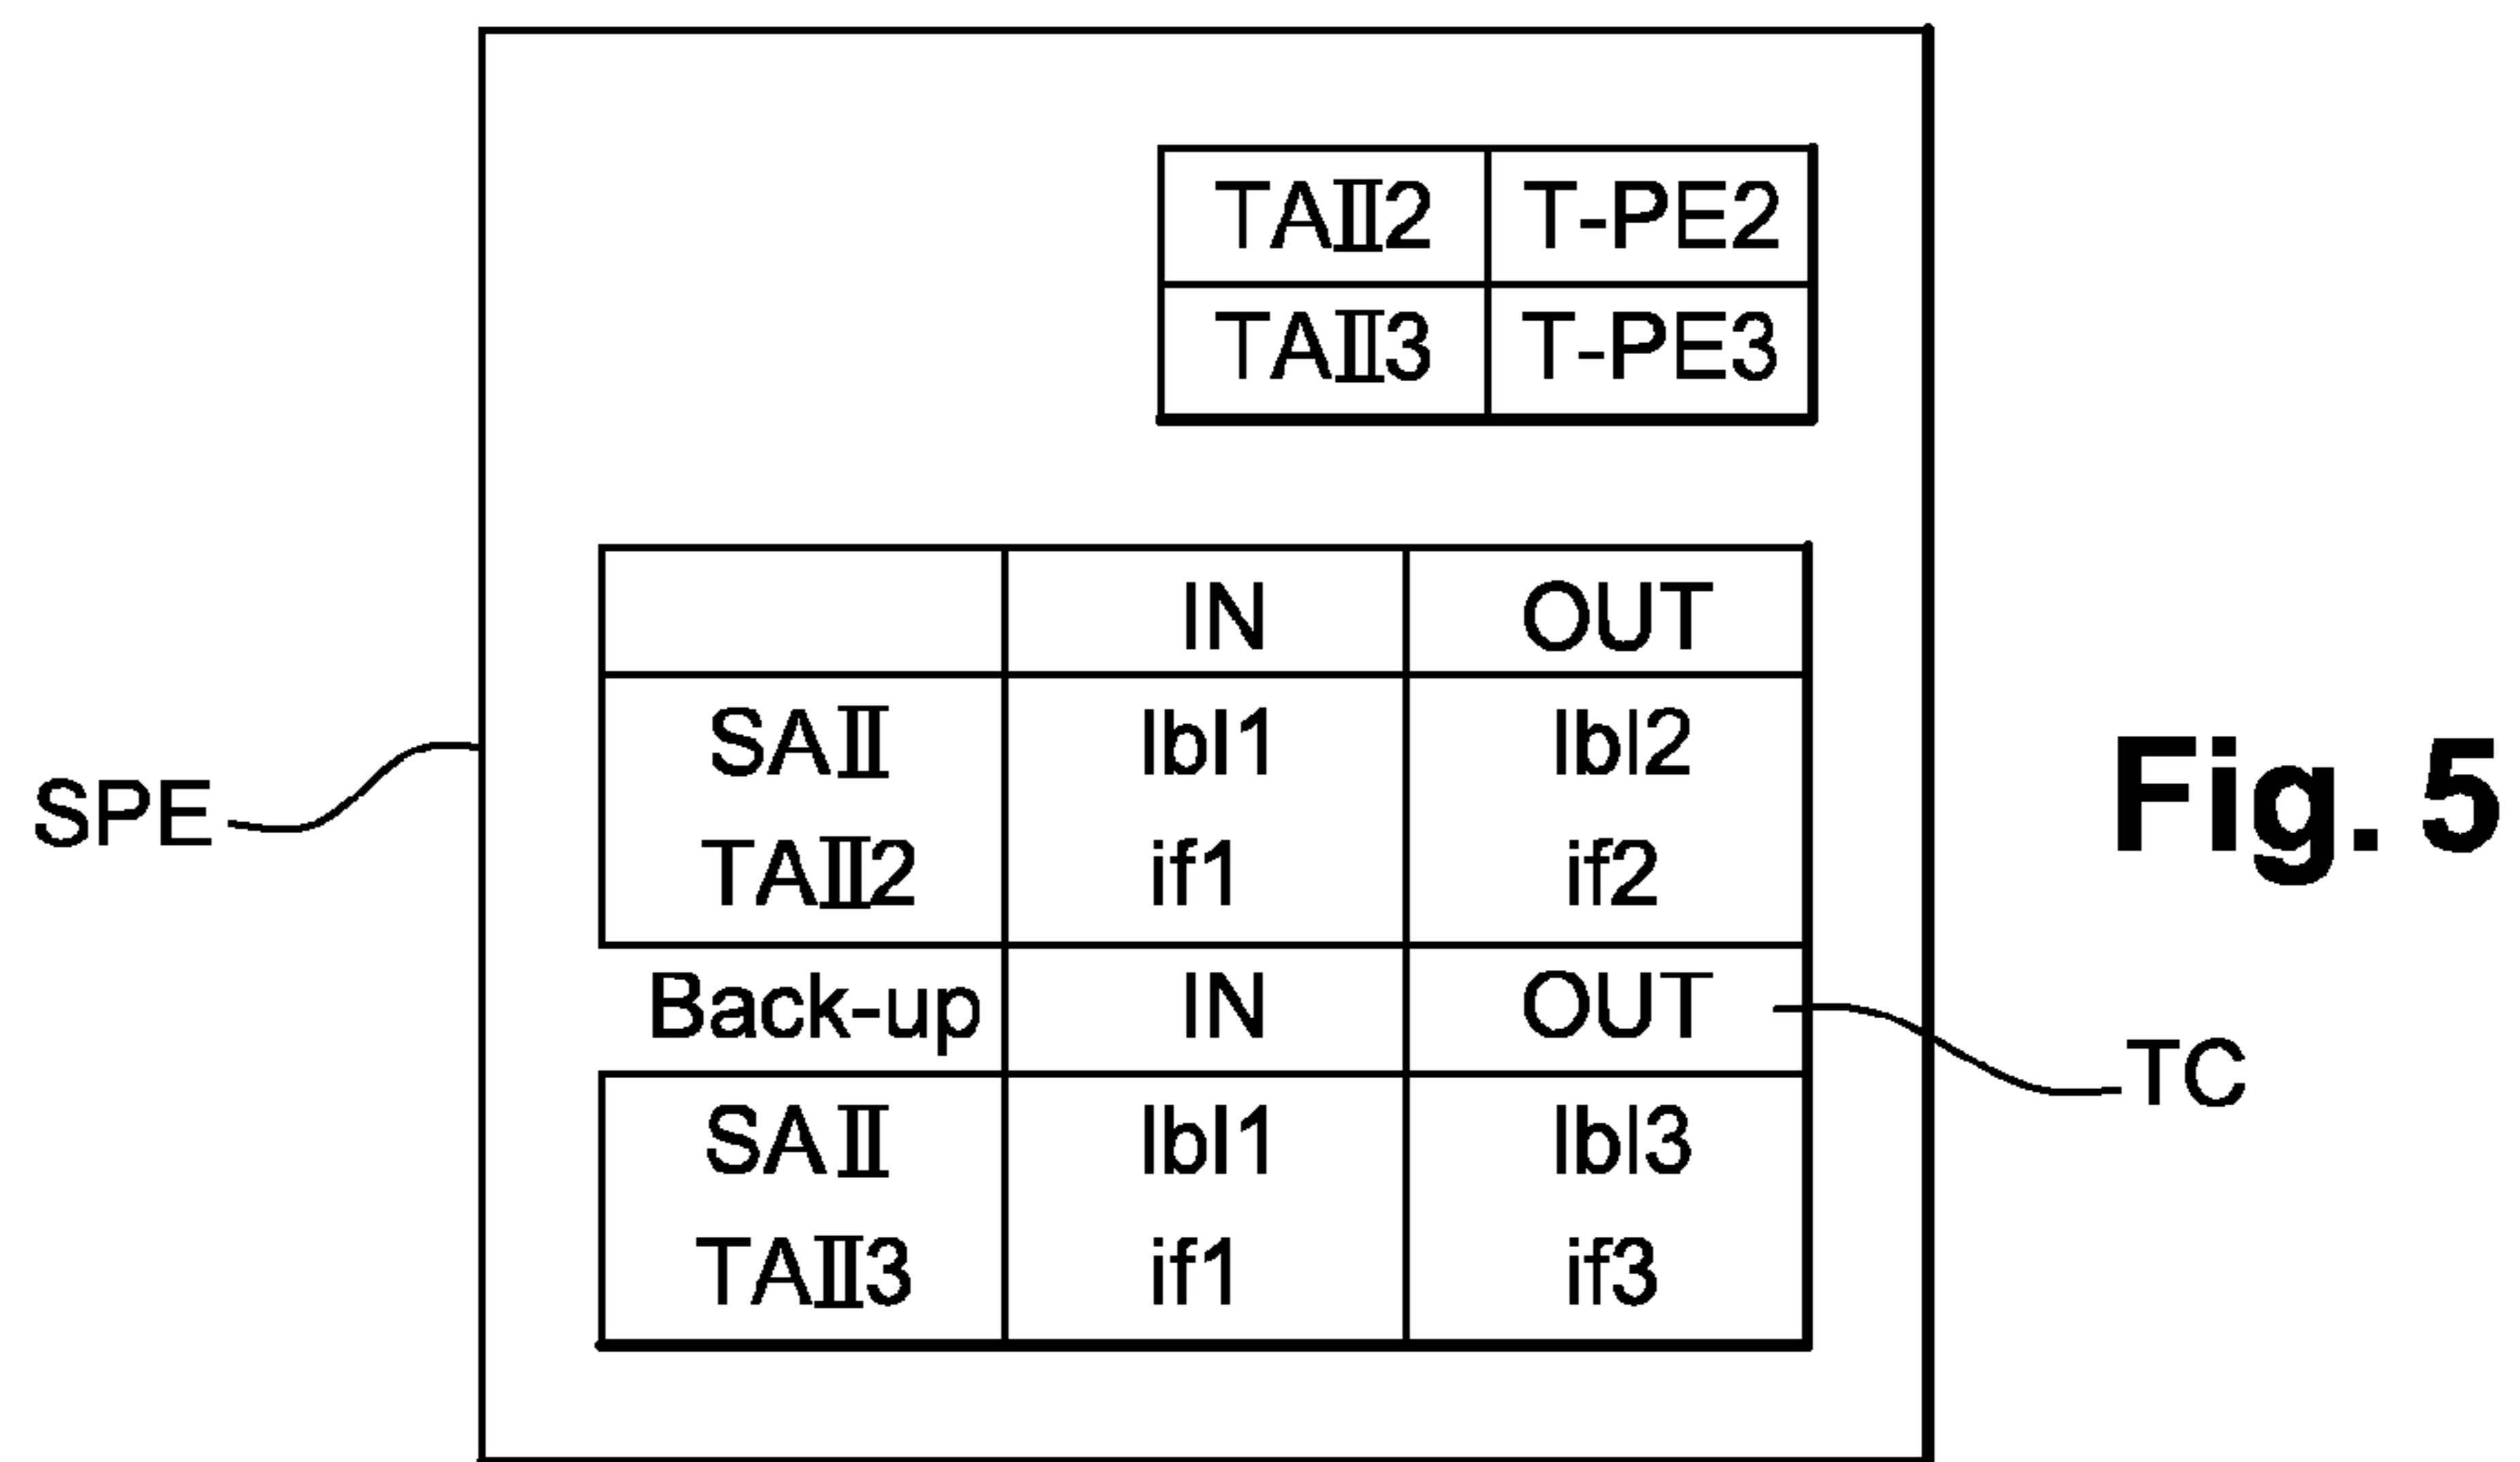 TAII2 T-PE2
TAII3 T-PE3
IN OUT
SAII lbl1 lbl2
TAII2 if1 if2
Back-up IN OUT
SAII lbl1 lbl3
TAII3 if1 if3
SPE
TC
Fig. 5